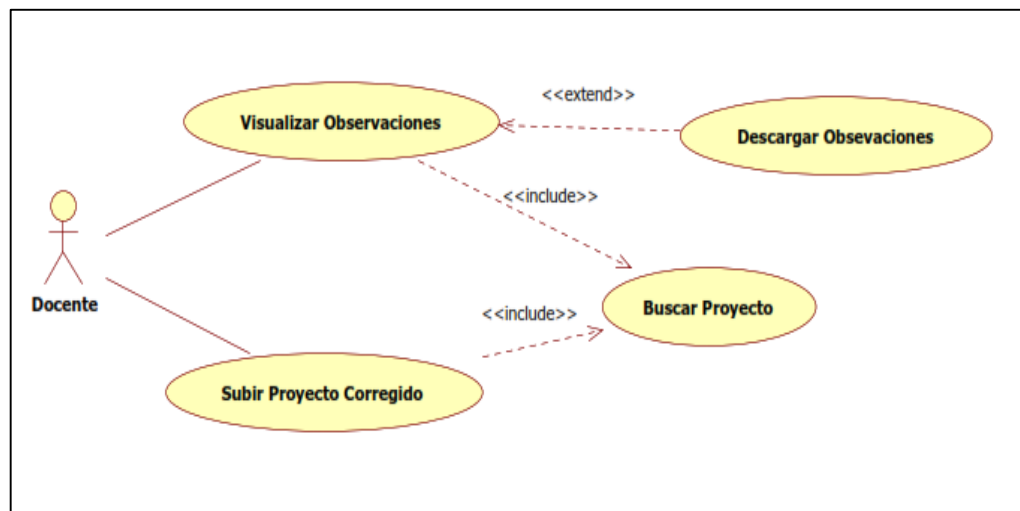 <<extend>>
Visualizar Observaciones
Descargar Obsevaciones
<<include>>
Docente
Buscar Proyecto
<<include>>
Subir Proyecto Corregido